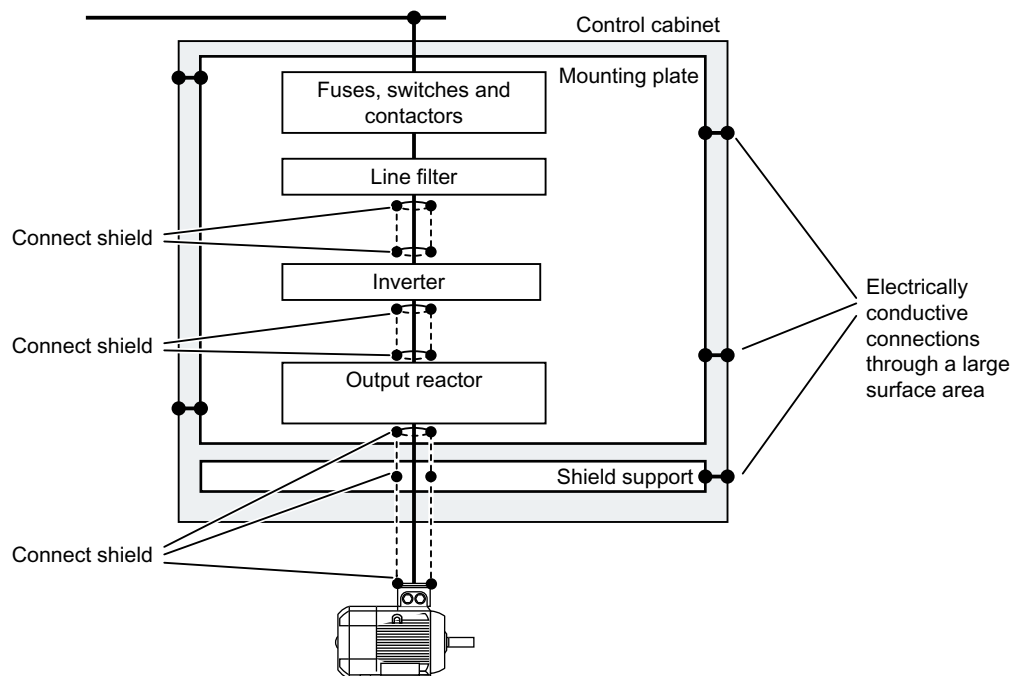 Control cabinet
Mounting plate
Fuses, switches and
contactors
Line filter
Connect shield
Inverter
Electrically
conductive
connections
through a large
surface area
Connect shield
Output reactor
Shield support
Connect shield